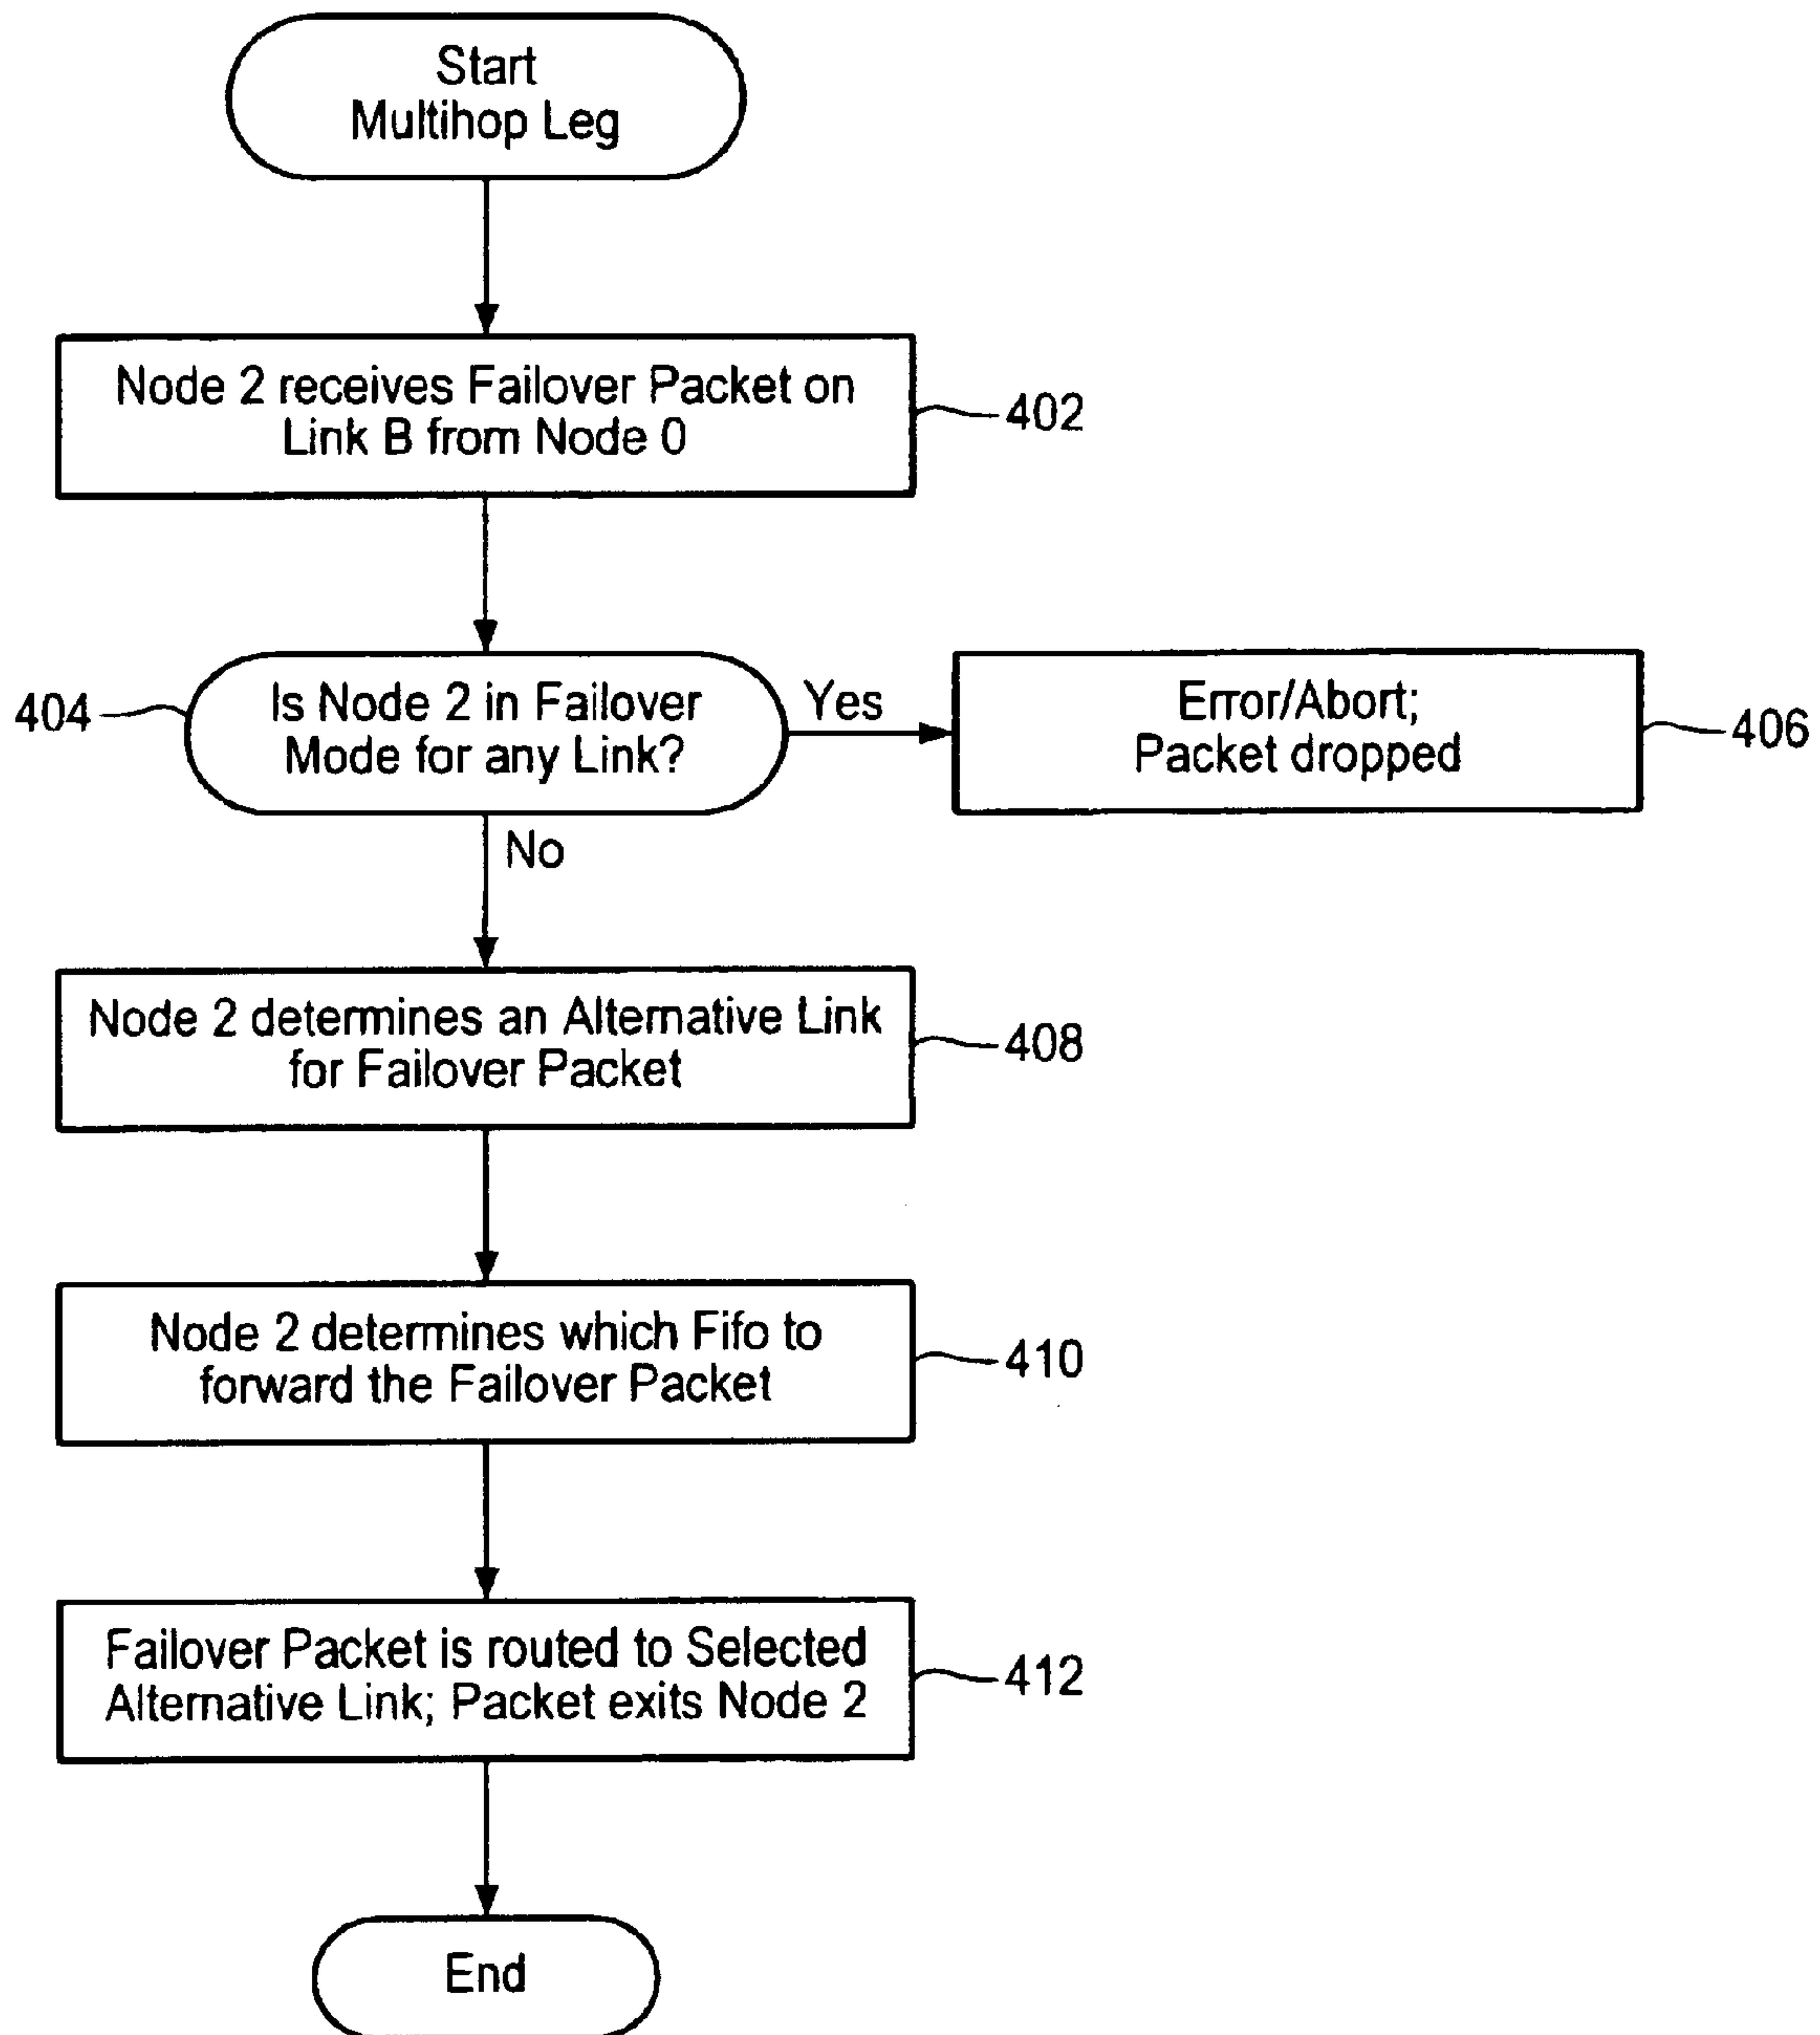 Start
Multihop Leg
Node 2 receives Failover Packet on
Link B from Node 0
402
404
Is Node 2 in Failover
Mode for any Link?
Yes
Error/Abort;
Packet dropped
406
No
Node 2 determines an Alternative Link
for Failover Packet
408
Node 2 determines which Fifo to
forward the Failover Packet
410
Failover Packet is routed to Selected
Alternative Link; Packet exits Node 2
412
End